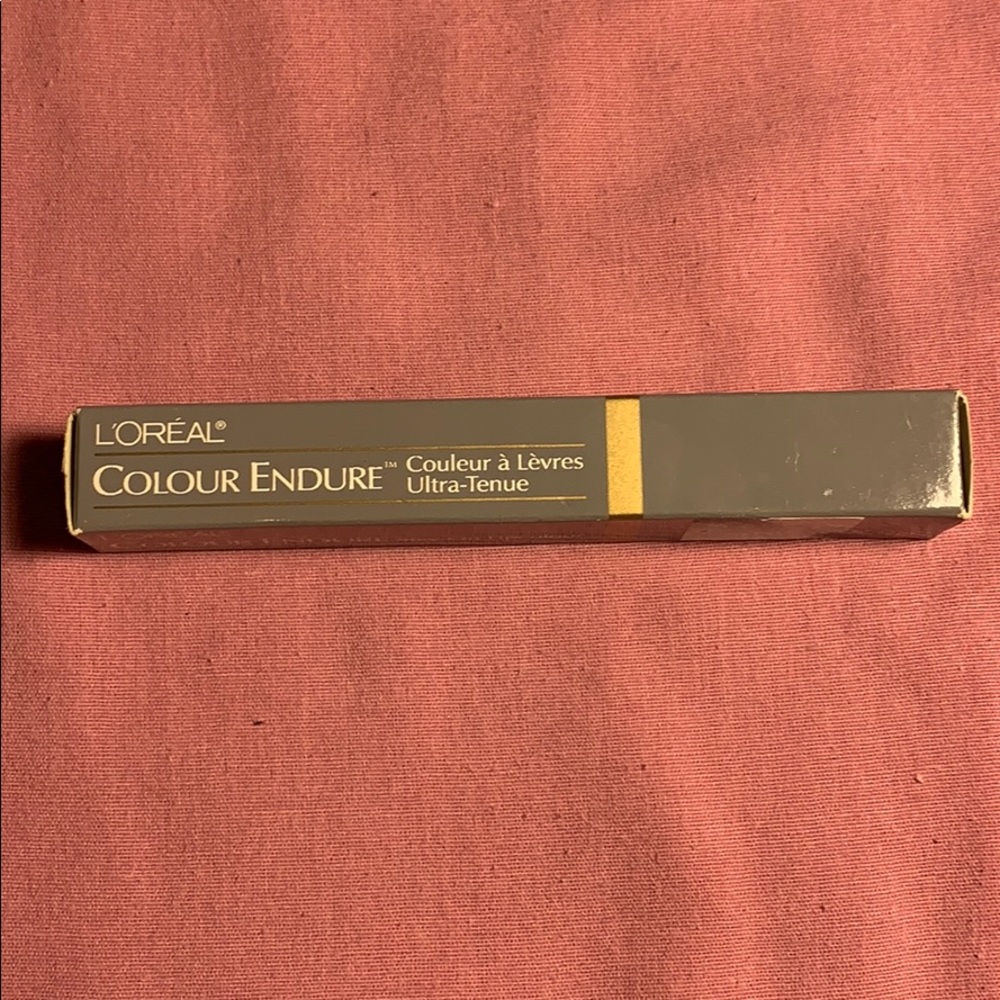 L'ORÉAL®
COLOUR ENDURE™ Couleur à Lèvres
Ultra-Tenue